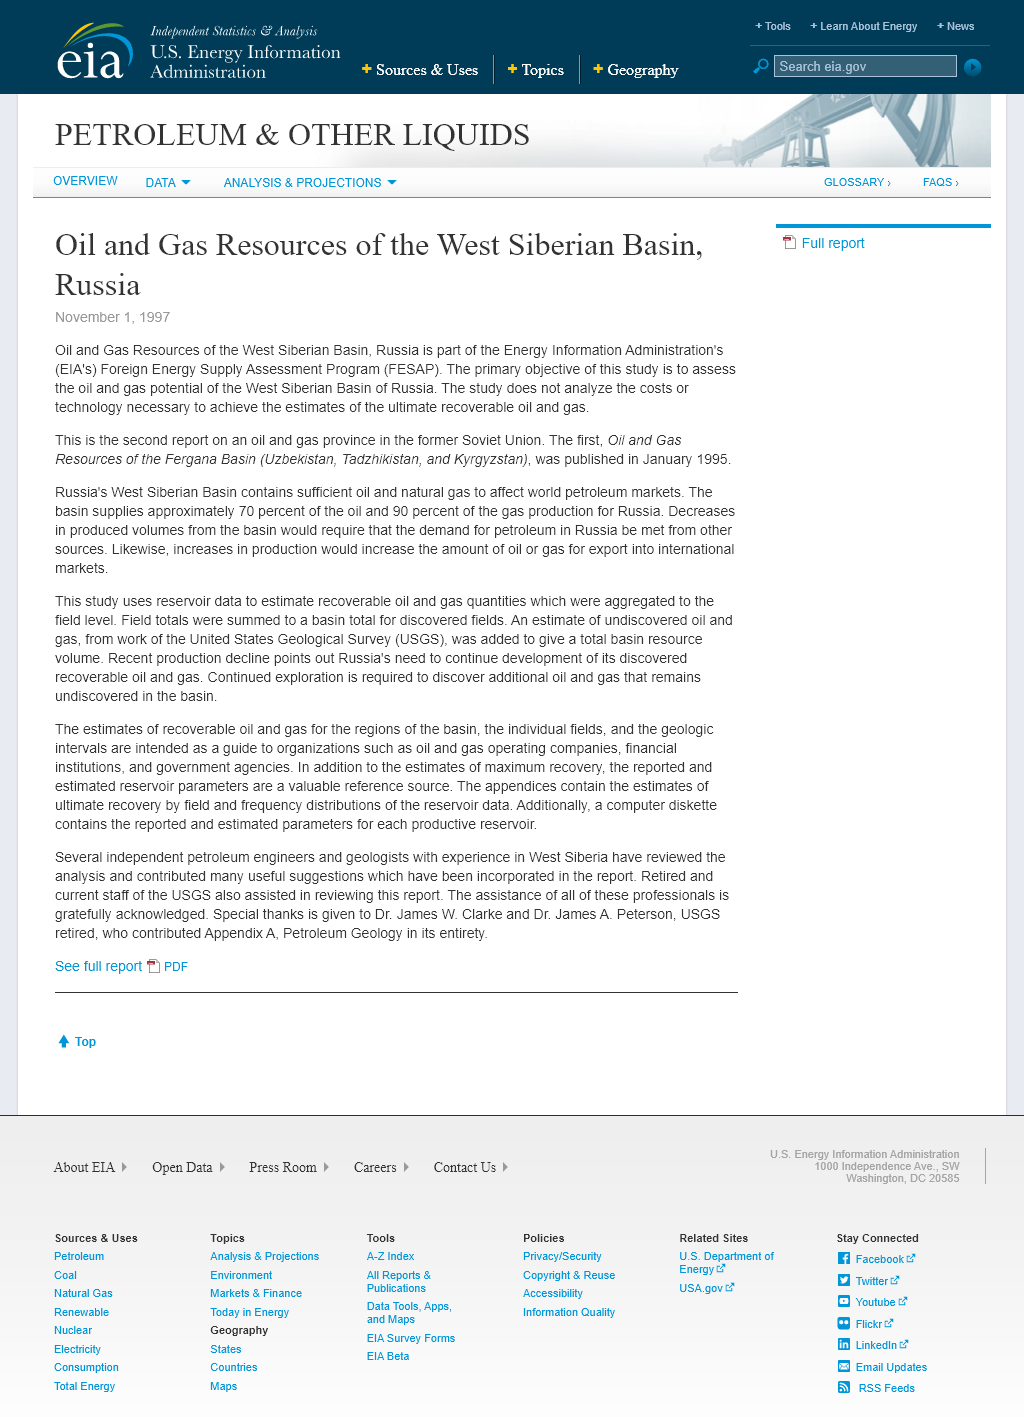 Independent Statistics & Analysis
U.S. Energy Information
Administration
eia
+ Sources & Uses
+ Topics
+ Geography
+ Tools
+ Learn About Energy
+ News
Search eia.gov
PETROLEUM & OTHER LIQUIDS
OVERVIEW
DATA
ANALYSIS & PROJECTIONS
GLOSSARY ›
FAQS ›
Oil and Gas Resources of the West Siberian Basin,
Russia
November 1, 1997
Full report
Oil and Gas Resources of the West Siberian Basin, Russia is part of the Energy Information Administration's
(EIA's) Foreign Energy Supply Assessment Program (FESAP). The primary objective of this study is to assess
the oil and gas potential of the West Siberian Basin of Russia. The study does not analyze the costs or
technology necessary to achieve the estimates of the ultimate recoverable oil and gas.
This is the second report on an oil and gas province in the former Soviet Union. The first, Oil and Gas
Resources of the Fergana Basin (Uzbekistan, Tadzhikistan, and Kyrgyzstan), was published in January 1995.
Russia's West Siberian Basin contains sufficient oil and natural gas to affect world petroleum markets. The
basin supplies approximately 70 percent of the oil and 90 percent of the gas production for Russia. Decreases
in produced volumes from the basin would require that the demand for petroleum in Russia be met from other
sources. Likewise, increases in production would increase the amount of oil or gas for export into international
markets.
This study uses reservoir data to estimate recoverable oil and gas quantities which were aggregated to the
field level. Field totals were summed to a basin total for discovered fields. An estimate of undiscovered oil and
gas, from work of the United States Geological Survey (USGS), was added to give a total basin resource
volume. Recent production decline points out Russia's need to continue development of its discovered
recoverable oil and gas. Continued exploration is required to discover additional oil and gas that remains
undiscovered in the basin.
The estimates of recoverable oil and gas for the regions of the basin, the individual fields, and the geologic
intervals are intended as a guide to organizations such as oil and gas operating companies, financial
institutions, and government agencies. In addition to the estimates of maximum recovery, the reported and
estimated reservoir parameters are a valuable reference source. The appendices contain the estimates of
ultimate recovery by field and frequency distributions of the reservoir data. Additionally, a computer diskette
contains the reported and estimated parameters for each productive reservoir.
Several independent petroleum engineers and geologists with experience in West Siberia have reviewed the
analysis and contributed many useful suggestions which have been incorporated in the report. Retired and
current staff of the USGS also assisted in reviewing this report. The assistance of all of these professionals is
gratefully acknowledged. Special thanks is given to Dr. James W. Clarke and Dr. James A. Peterson, USGS
retired, who contributed Appendix A, Petroleum Geology in its entirety.
See full report PDF
Top
About EIA
Open Data
Press Room
Careers
Contact Us
U.S. Energy Information Administration
1000 Independence Ave., SW
Washington, DC 20585
Sources & Uses
Petroleum
Coal
Natural Gas
Renewable
Nuclear
Electricity
Consumption
Total Energy
Topics
Analysis & Projections
Environment
Markets & Finance
Today in Energy
Geography
States
Countries
Maps
Tools
A-Z Index
All Reports &
Publications
Data Tools, Apps,
and Maps
EIA Survey Forms
EIA Beta
Policies
Privacy/Security
Copyright & Reuse
Accessibility
Information Quality
Related Sites
U.S. Department of
Energy
USA.gov
Stay Connected
Facebook
Twitter
Youtube
Flickr
LinkedIn
Email Updates
RSS Feeds